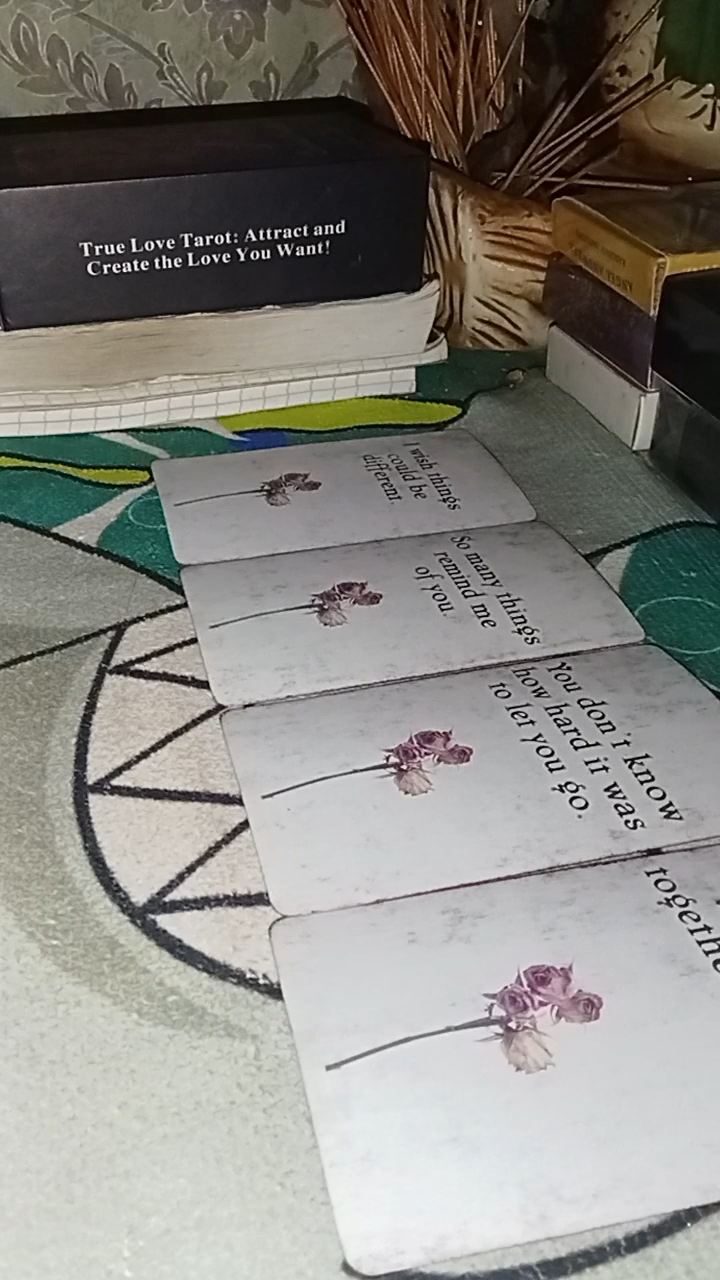 True Love Tarot: Attract and
Create the Love You Want!
I wish things
could be
different.
So many things
remind me
of you.
You don't know
how hard it was
to let you go.